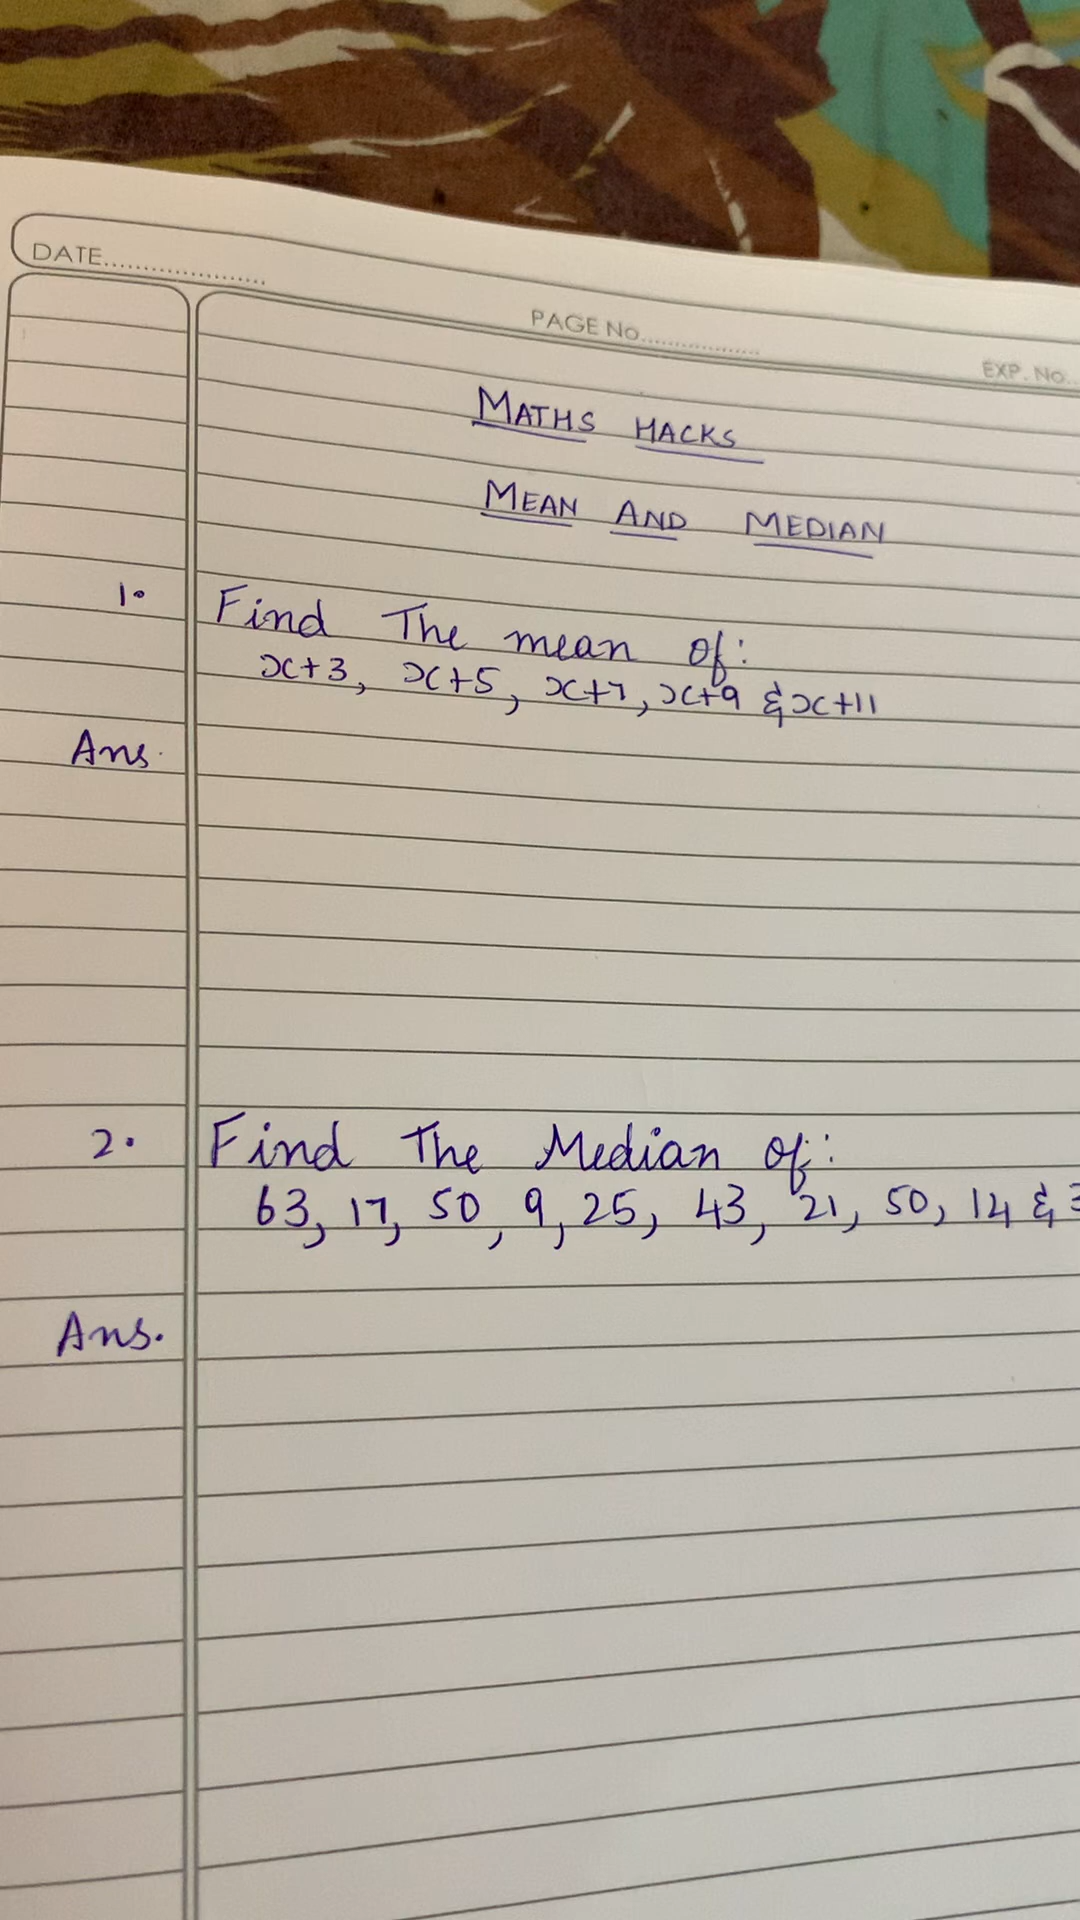 DATE....................
PAGE No..................
EXP. No...
MATHS HACKS
MEAN AND MEDIAN
1. Find The mean of:
x+3, x+5, x+7, x+9 & x+11
Ans.
2. Find The Median of:
63, 17, 50, 9, 25, 43, 21, 50, 14 &
Ans.